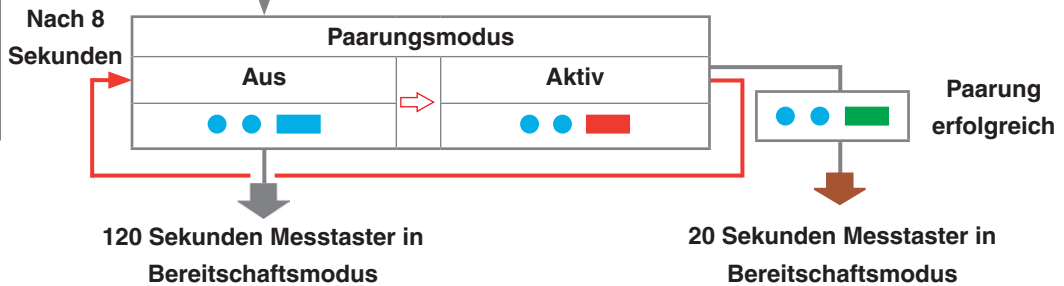 Nach 8
Sekunden
Paarungsmodus
Aus
Aktiv
Paarung
erfolgreich
120 Sekunden Messtaster in
Bereitschaftsmodus
20 Sekunden Messtaster in
Bereitschaftsmodus